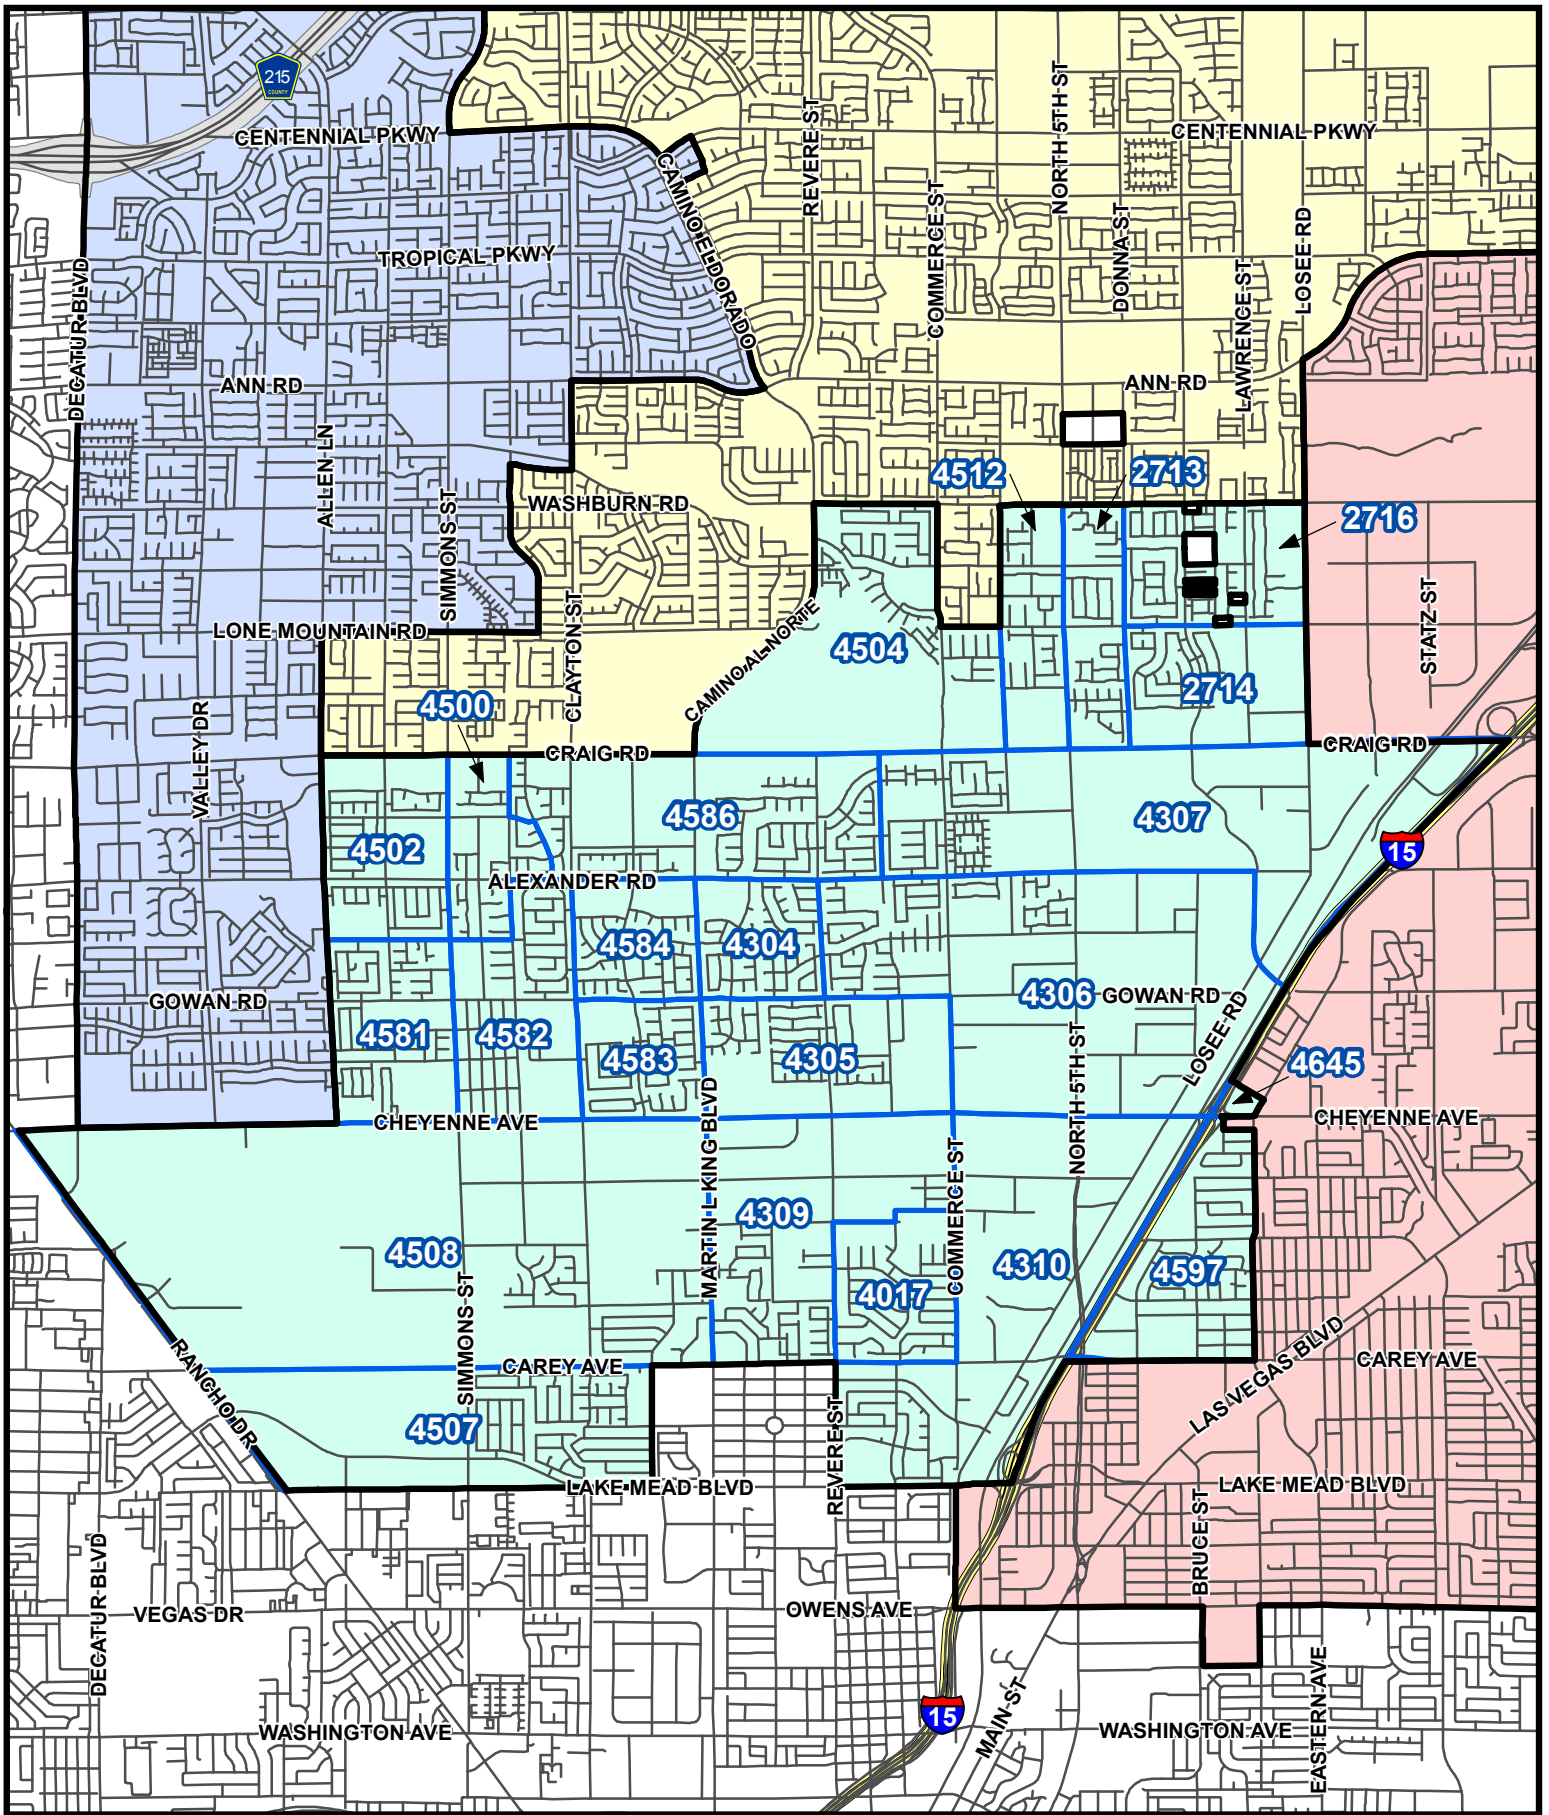 215
COUNTY
CENTENNIAL PKWY
CENTENNIAL PKWY
NORTH 5TH ST
REVERE ST
CAMINO ELDORADO
COMMERCE ST
DONNA ST
LOSEE RD
TROPICAL PKWY
LAWRENCE ST
DECATUR BLVD
ANN RD
ANN RD
ALLEN LN
4512
2713
SIMMONS ST
WASHBURN RD
2716
STATZ ST
CLAYTON ST
LONE MOUNTAIN RD
CAMINO AL NORTE
4504
2714
4500
VALLEY DR
CRAIG RD
CRAIG RD
4586
4307
4502
15
ALEXANDER RD
4584
4304
GOWAN RD
4306
GOWAN RD
LOSEE RD
4581
4582
4583
4305
4645
NORTH 5TH ST
MARTIN L KING BLVD
CHEYENNE AVE
CHEYENNE AVE
COMMERCE ST
4309
4508
4310
4597
4017
SIMMONS ST
RANCHO DR
CAREY AVE
CAREY AVE
LAS VEGAS BLVD
4507
REVERE ST
LAKE MEAD BLVD
LAKE MEAD BLVD
BRUCE ST
DECATUR BLVD
VEGAS DR
OWENS AVE
MAIN ST
EASTERN AVE
15
WASHINGTON AVE
WASHINGTON AVE